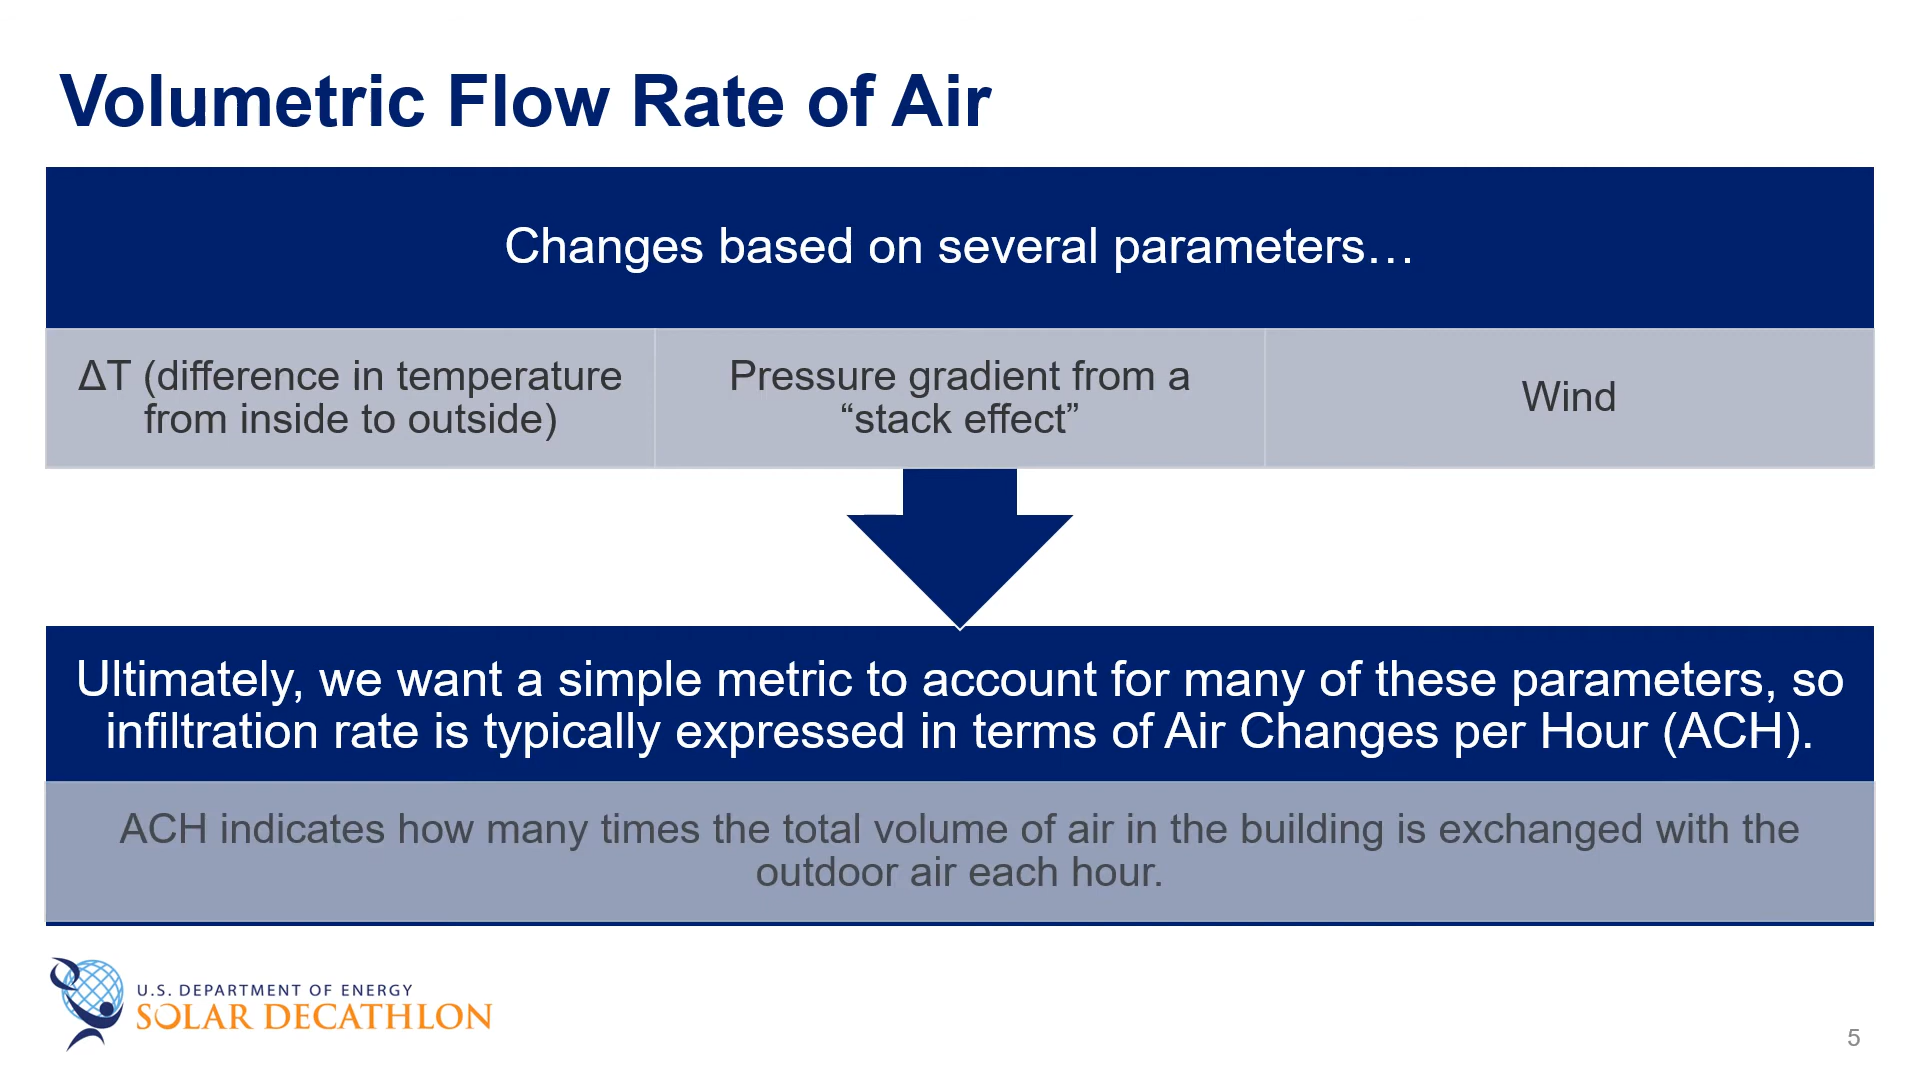 Volumetric Flow Rate of Air
Changes based on several parameters…
ΔT (difference in temperature
from inside to outside)
Pressure gradient from a
“stack effect”
Wind
Ultimately, we want a simple metric to account for many of these parameters, so
infiltration rate is typically expressed in terms of Air Changes per Hour (ACH).
ACH indicates how many times the total volume of air in the building is exchanged with the
outdoor air each hour.
U.S. DEPARTMENT OF ENERGY
SOLAR DECATHLON
5